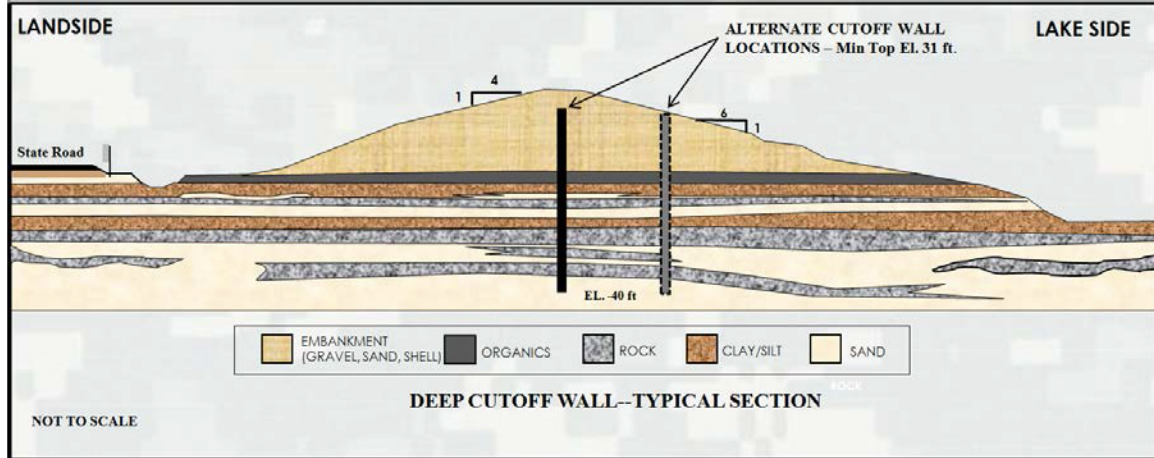 LANDSIDE
ALTERNATE CUTOFF WALL
LOCATIONS – Min Top El. 31 ft.
LAKE SIDE
4
1
6
1
State Road
EL. -40 ft
EMBANKMENT
(GRAVEL, SAND, SHELL)
ORGANICS
ROCK
CLAY/SILT
SAND
ROCK
DEEP CUTOFF WALL--TYPICAL SECTION
NOT TO SCALE